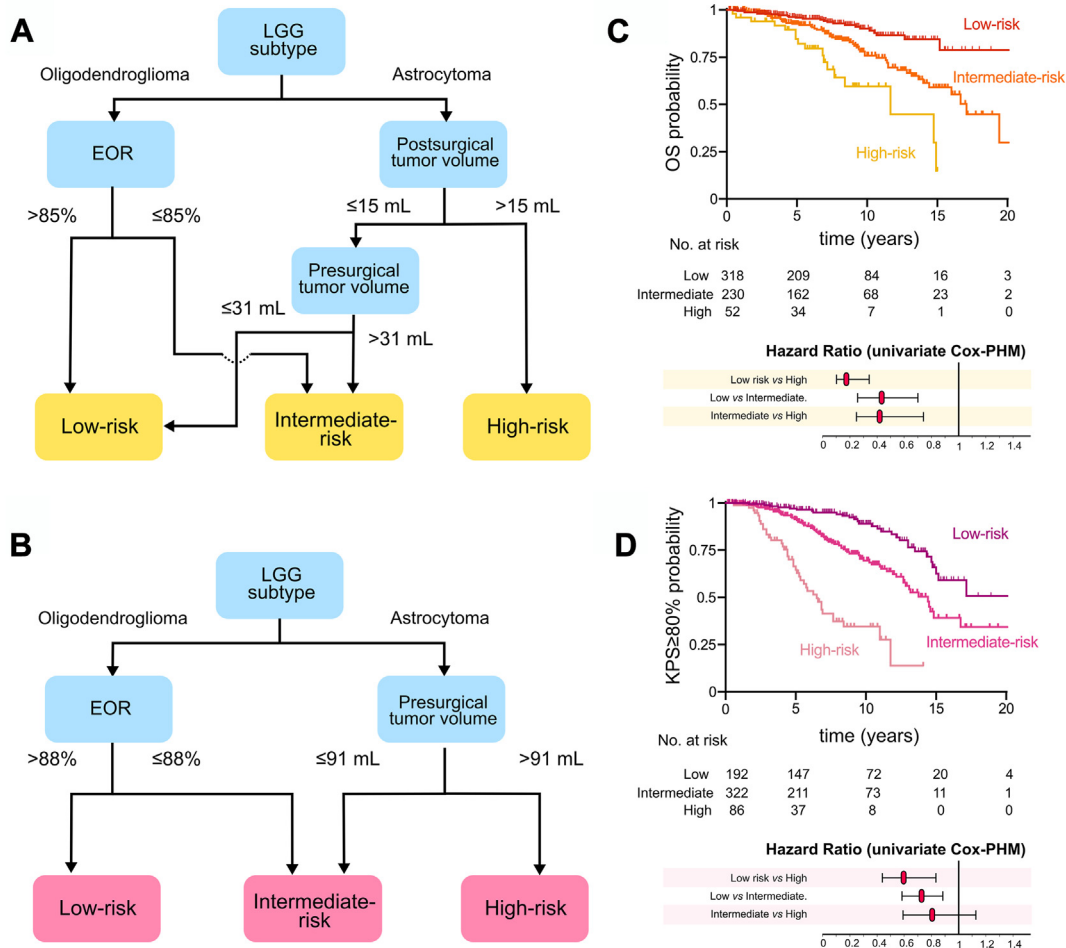 A
LGG
subtype
Oligodendroglioma
Astrocytoma
EOR
Postsurgical
tumor volume
>85%
≤85%
≤15 mL
>15 mL
Presurgical
tumor volume
≤31 mL
>31 mL
Low-risk
Intermediate-
risk
High-risk
B
LGG
subtype
Oligodendroglioma
Astrocytoma
EOR
Presurgical
tumor volume
>88%
≤88%
≤91 mL
>91 mL
Low-risk
Intermediate-
risk
High-risk
C
OS probability
1
0.75
0.5
0.25
0
Low-risk
Intermediate-risk
High-risk
0 5 10 15 20
time (years)
No. at risk
Low 318 209 84 16 3
Intermediate 230 162 68 23 2
High 52 34 7 1 0
Hazard Ratio (univariate Cox-PHM)
Low risk vs High
Low vs Intermediate.
Intermediate vs High
0 0.2 0.4 0.6 0.8 1 1.2 1.4
D
KPS≥80% probability
1
0.75
0.5
0.25
0
Low-risk
Intermediate-risk
High-risk
0 5 10 15 20
time (years)
No. at risk
Low 192 147 72 20 4
Intermediate 322 211 73 11 1
High 86 37 8 0 0
Hazard Ratio (univariate Cox-PHM)
Low risk vs High
Low vs Intermediate.
Intermediate vs High
0 0.2 0.4 0.6 0.8 1 1.2 1.4